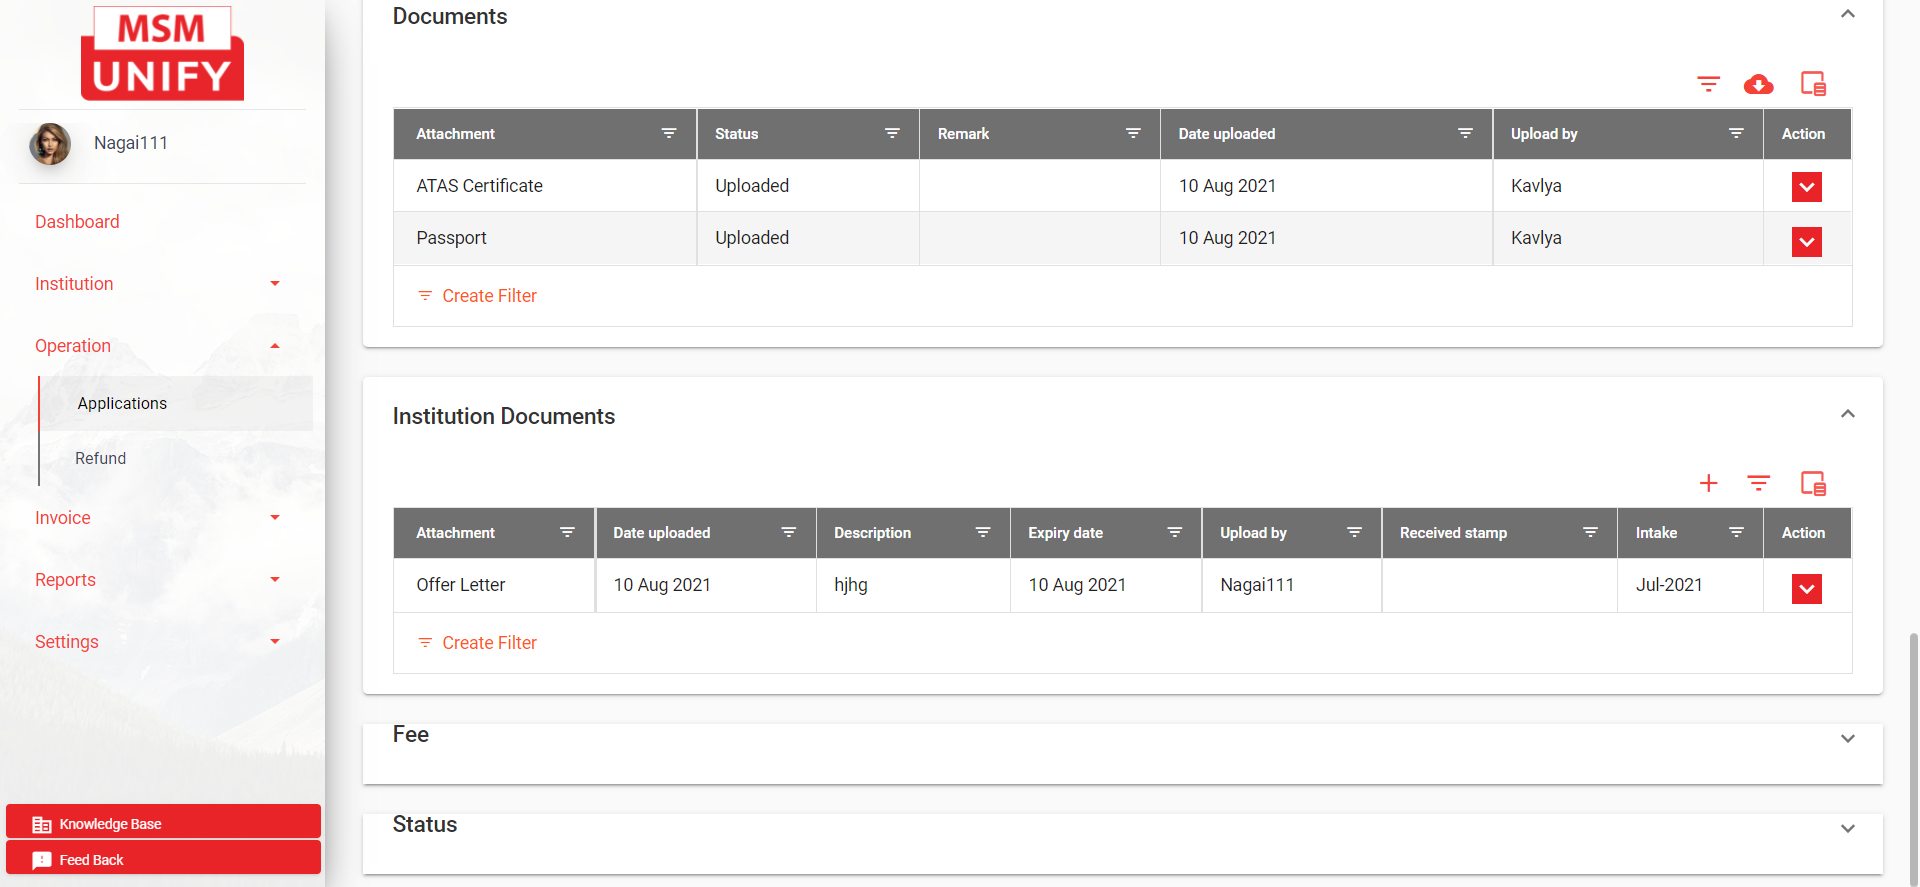 MSM
UNIFY
Nagai111
Dashboard
Institution
Operation
Applications
Refund
Invoice
Reports
Settings
Knowledge Base
Feed Back
Documents
Attachment Status Remark Date uploaded Upload by Action
ATAS Certificate Uploaded 10 Aug 2021 Kavlya
Passport Uploaded 10 Aug 2021 Kavlya
Create Filter
Institution Documents
Attachment Date uploaded Description Expiry date Upload by Received stamp Intake Action
Offer Letter 10 Aug 2021 hjhg 10 Aug 2021 Nagai111 Jul-2021
Create Filter
Fee
Status